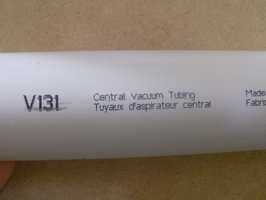 V131
Central Vacuum Tubing
Tuyaux d'aspirateur central
Made
Fabri